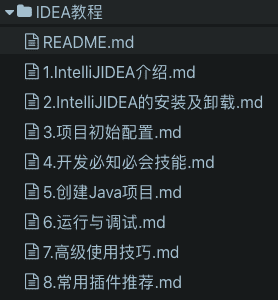 IDEA教程
README.md
1.IntelliJIDEA介绍.md
2.IntelliJIDEA的安装及卸载.md
3.项目初始配置.md
4.开发必知必会技能.md
5.创建Java项目.md
6.运行与调试.md
7.高级使用技巧.md
8.常用插件推荐.md